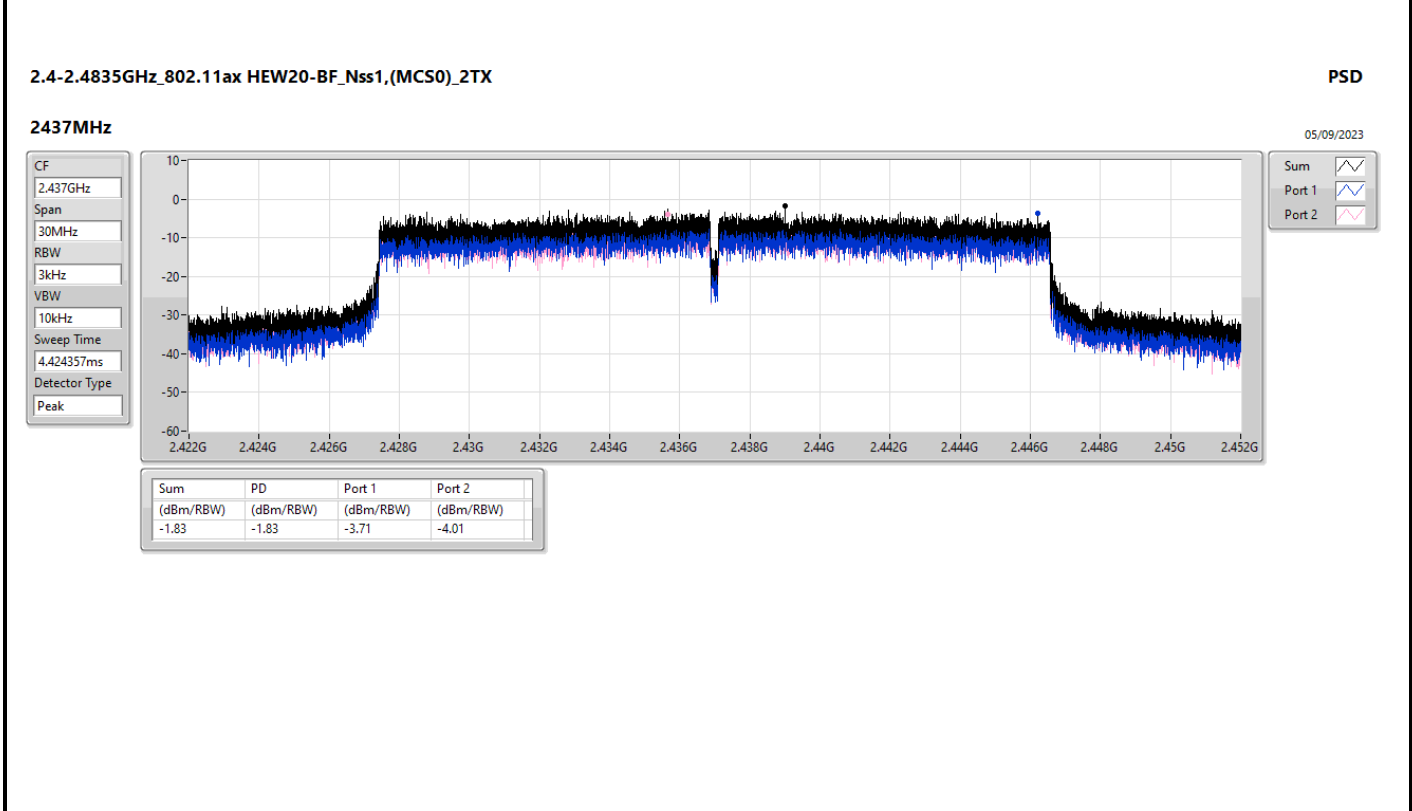 2.4-2.4835GHz_802.11ax HEW20-BF_Nss1,(MCS0)_2TX PSD
2437MHz
05/09/2023
CF
2.437GHz
Span
30MHz
RBW
3kHz
VBW
10kHz
Sweep Time
4.424357ms
Detector Type
Peak
10
0
-10
-20
-30
-40
-50
-60
2.422G 2.424G 2.426G 2.428G 2.43G 2.432G 2.434G 2.436G 2.438G 2.44G 2.442G 2.444G 2.446G 2.448G 2.45G 2.452G
Sum
Port 1
Port 2
Sum PD Port 1 Port 2
(dBm/RBW) (dBm/RBW) (dBm/RBW) (dBm/RBW)
-1.83 -1.83 -3.71 -4.01